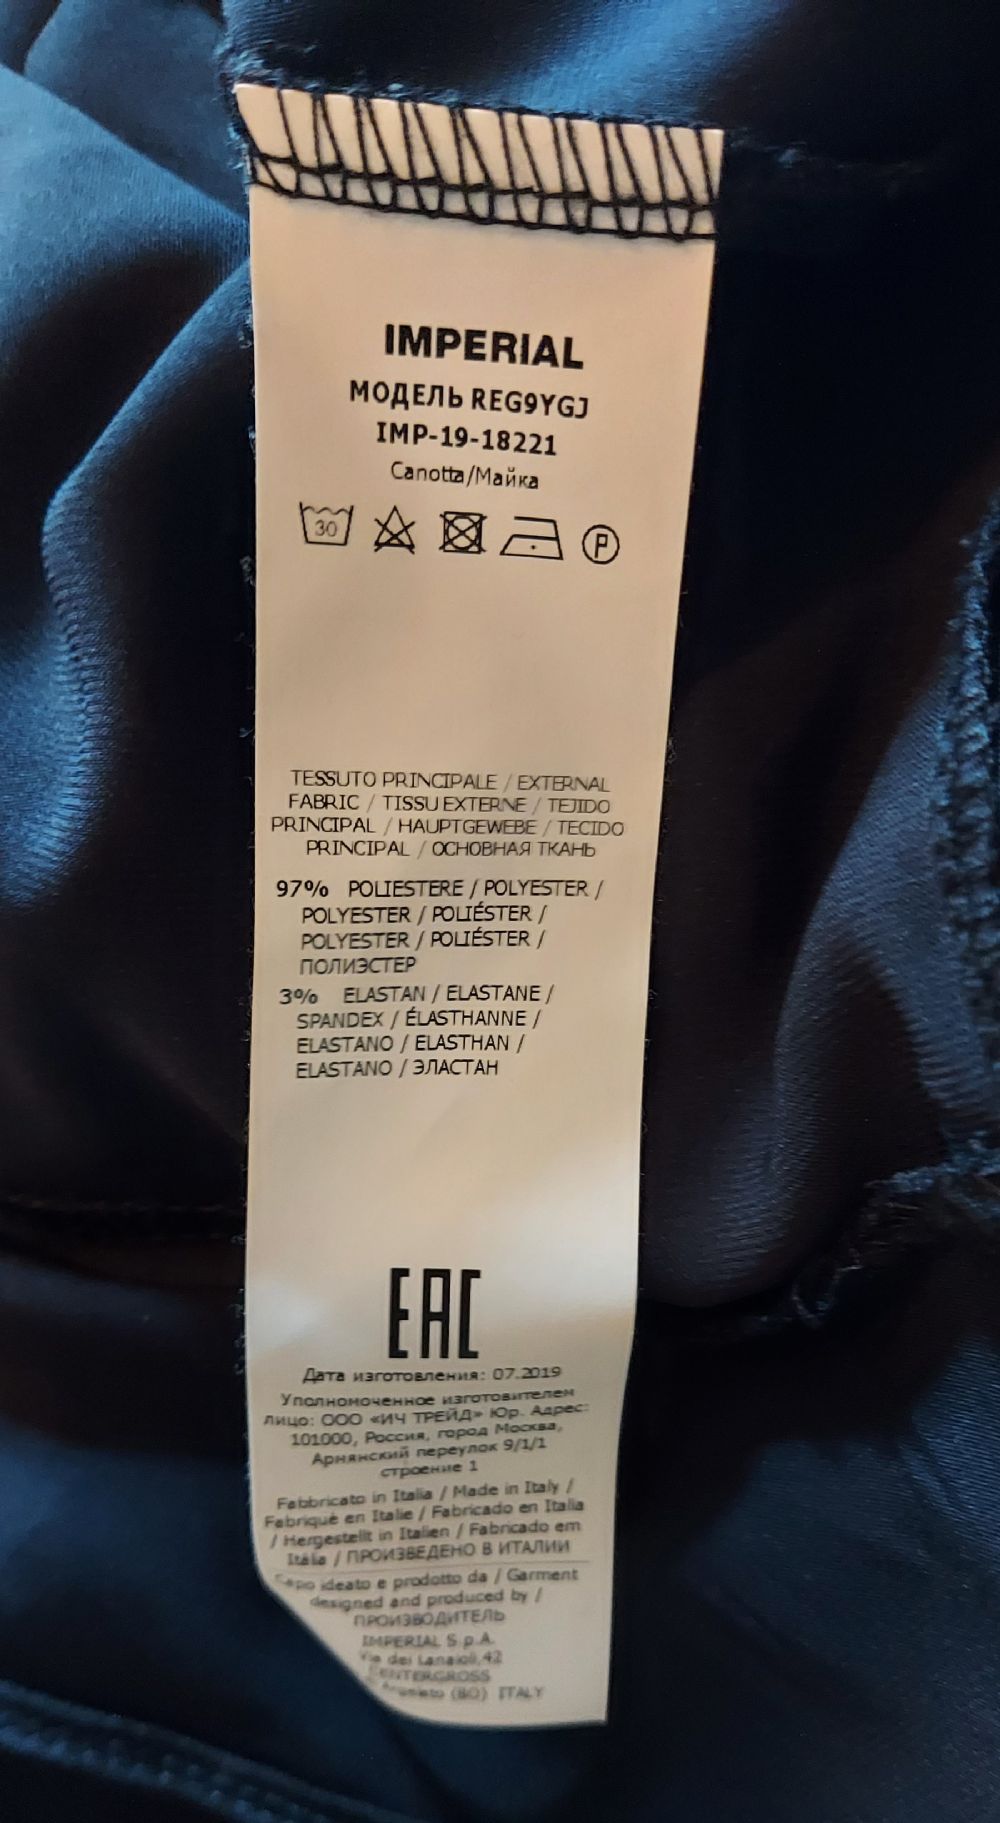 IMPERIAL
МОДЕЛЬ REG9YGJ
IMP-19-18221
Canotta/Майка
30 P
TESSUTO PRINCIPALE / EXTERNAL
FABRIC / TISSU EXTERNE / TEJIDO
PRINCIPAL / HAUPTGEWEBE / TECIDO
PRINCIPAL / ОСНОВНАЯ ТКАНЬ
97% POLIESTERE / POLYESTER /
POLYESTER / POLIÉSTER /
POLYESTER / POLIÉSTER /
ПОЛИЭСТЕР
3% ELASTAN / ELASTANE /
SPANDEX / ÉLASTHANNE /
ELASTANO / ELASTHAN /
ELASTANO / ЭЛАСТАН
EAC
Дата изготовления: 07.2019
Уполномоченное изготовителем
лицо: ООО «ИЧ ТРЕЙД» Юр. Адрес:
101000, Россия, город Москва,
Армянский переулок 9/1/1
строение 1
Fabbricato in Italia / Made in Italy /
Fabriqué en Italie / Fabricado en Italia
/ Hergestellt in Italien / Fabricado em
Itália / ПРОИЗВЕДЕНО В ИТАЛИИ
Capo ideato e prodotto da / Garment
designed and produced by /
ПРОИЗВОДИТЕЛЬ
IMPERIAL S.p.A.
Via dei Lanaioli,42
CENTERGROSS
(BO) ITALY